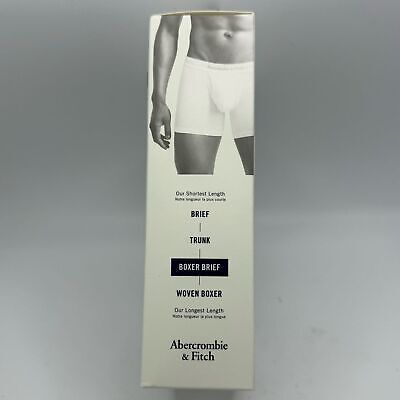 Our Shortest Length
Notre longueur la plus courte
BRIEF
TRUNK
BOXER BRIEF
WOVEN BOXER
Our Longest Length
Notre longueur la plus longue
Abercrombie
& Fitch